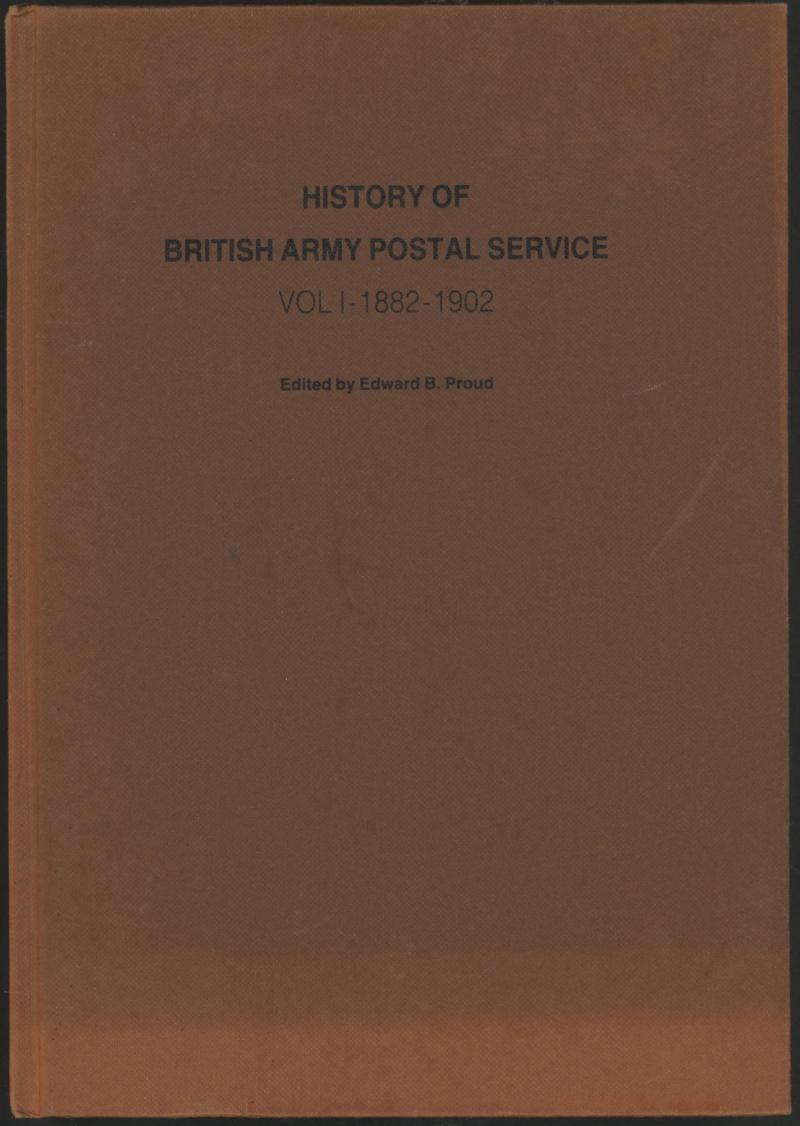 HISTORY OF
BRITISH ARMY POSTAL SERVICE
VOL I-1882-1902
Edited by Edward B. Proud